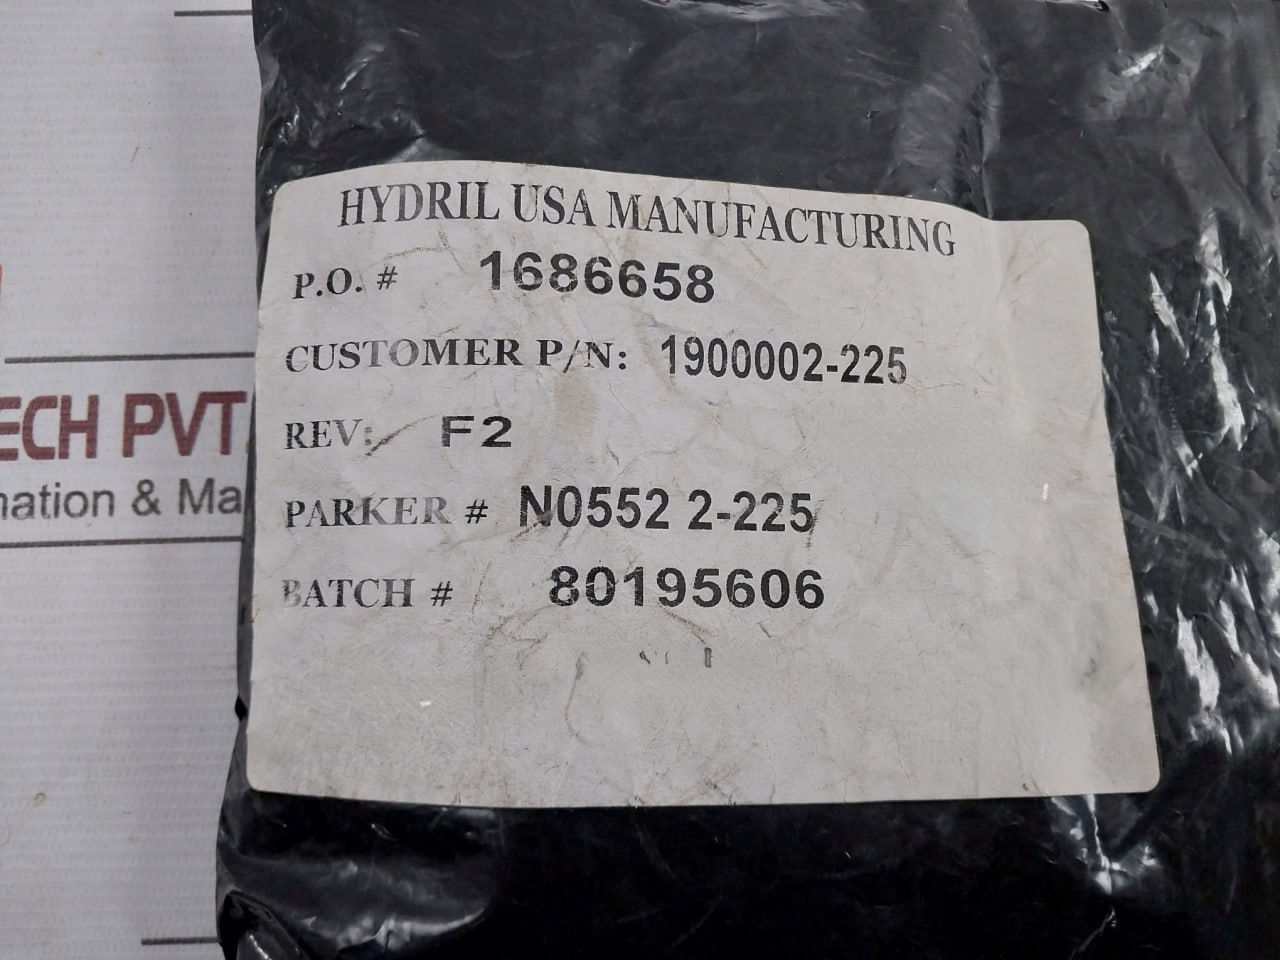 HYDRIL USA MANUFACTURING
P.O. # 1686658
CUSTOMER P/N: 1900002-225
REV: F2
PARKER # N0552 2-225
BATCH # 80195606
ECH PVT
nation & Ma